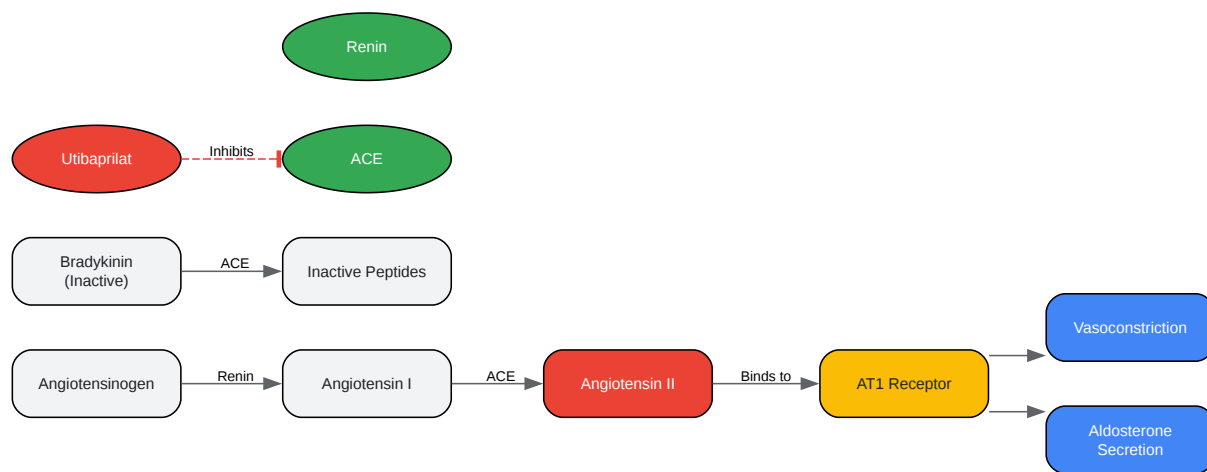 Renin
Utibaprilat
Inhibits
ACE
Bradykinin
(Inactive)
ACE
Inactive Peptides
Angiotensinogen
Renin
Angiotensin I
ACE
Angiotensin II
Binds to
AT1 Receptor
Vasoconstriction
Aldosterone
Secretion